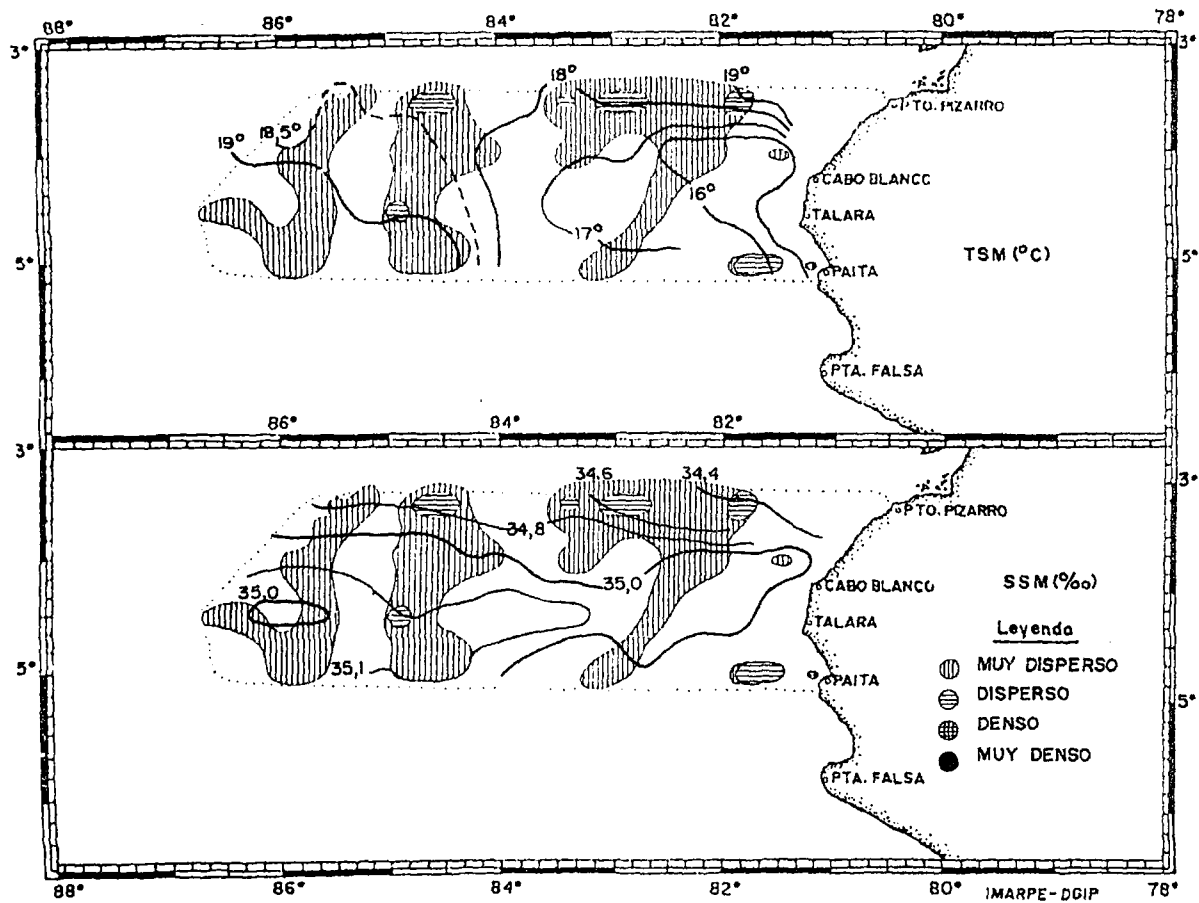 88° 86° 84° 82° 80° 78°
3° 3°
18° 19°
PTO. PIZARRO
19° 18,5°
CABO BLANCO
16°
TALARA
17°
TSM (°C)
5° 5°
PAITA
PTA. FALSA
86° 84° 82°
3° 3°
34,6 34,4
34,8
PTO. PIZARRO
35,0
CABO BLANCO
SSM (‰)
35,0
TALARA
Leyenda
35,1
MUY DISPERSO
5° 5°
PAITA
DISPERSO
DENSO
MUY DENSO
PTA. FALSA
88° 86° 84° 82° 80° 78°
IMARPE-DGIP